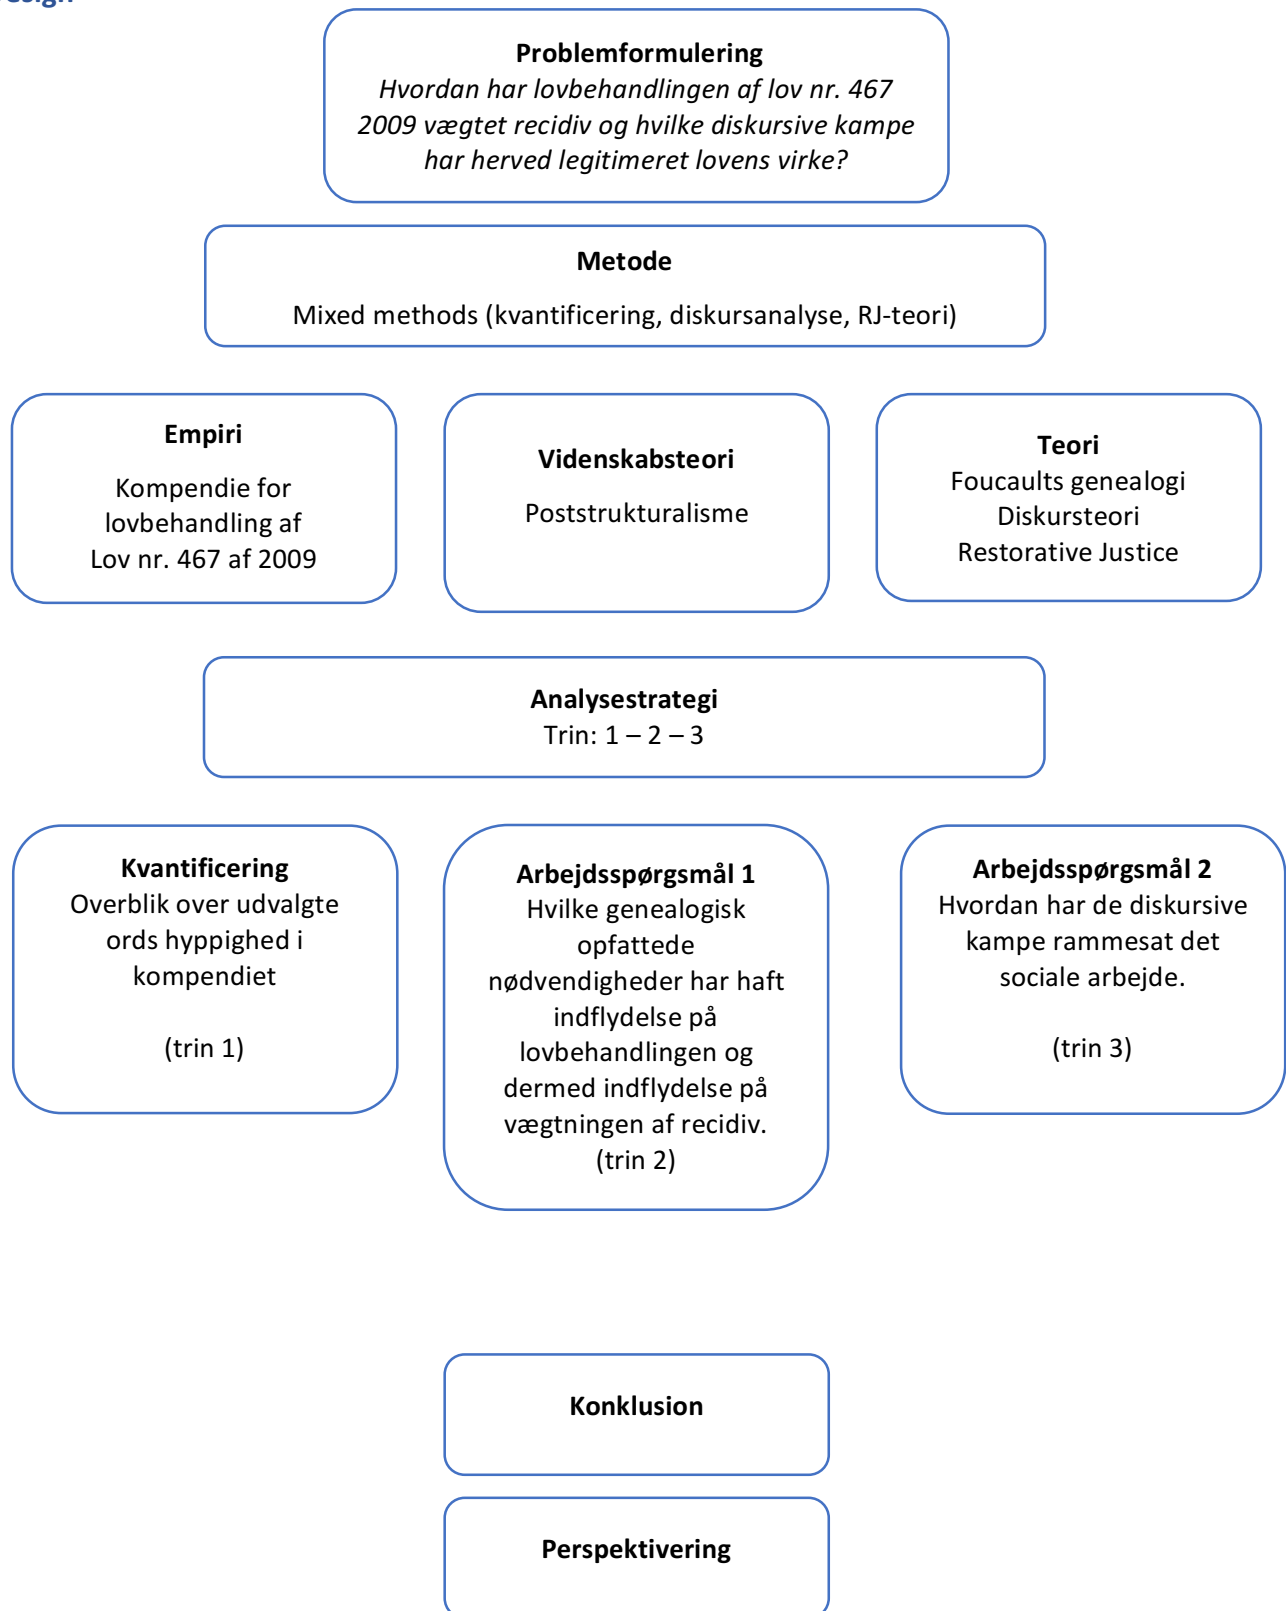 Problemformulering
Hvordan har lovbehandlingen af lov nr. 467
2009 vægtet recidiv og hvilke diskursive kampe
har herved legitimeret lovens virke?
Metode
Mixed methods (kvantificering, diskursanalyse, RJ-teori)
Empiri
Kompendie for
lovbehandling af
Lov nr. 467 af 2009
Videnskabsteori
Poststrukturalisme
Teori
Foucaults genealogi
Diskursteori
Restorative Justice
Analysestrategi
Trin: 1 – 2 – 3
Kvantificering
Overblik over udvalgte
ords hyppighed i
kompendiet
(trin 1)
Arbejdsspørgsmål 1
Hvilke genealogisk
opfattede
nødvendigheder har haft
indflydelse på
lovbehandlingen og
dermed indflydelse på
vægtningen af recidiv.
(trin 2)
Arbejdsspørgsmål 2
Hvordan har de diskursive
kampe rammesat det
sociale arbejde.
(trin 3)
Konklusion
Perspektivering